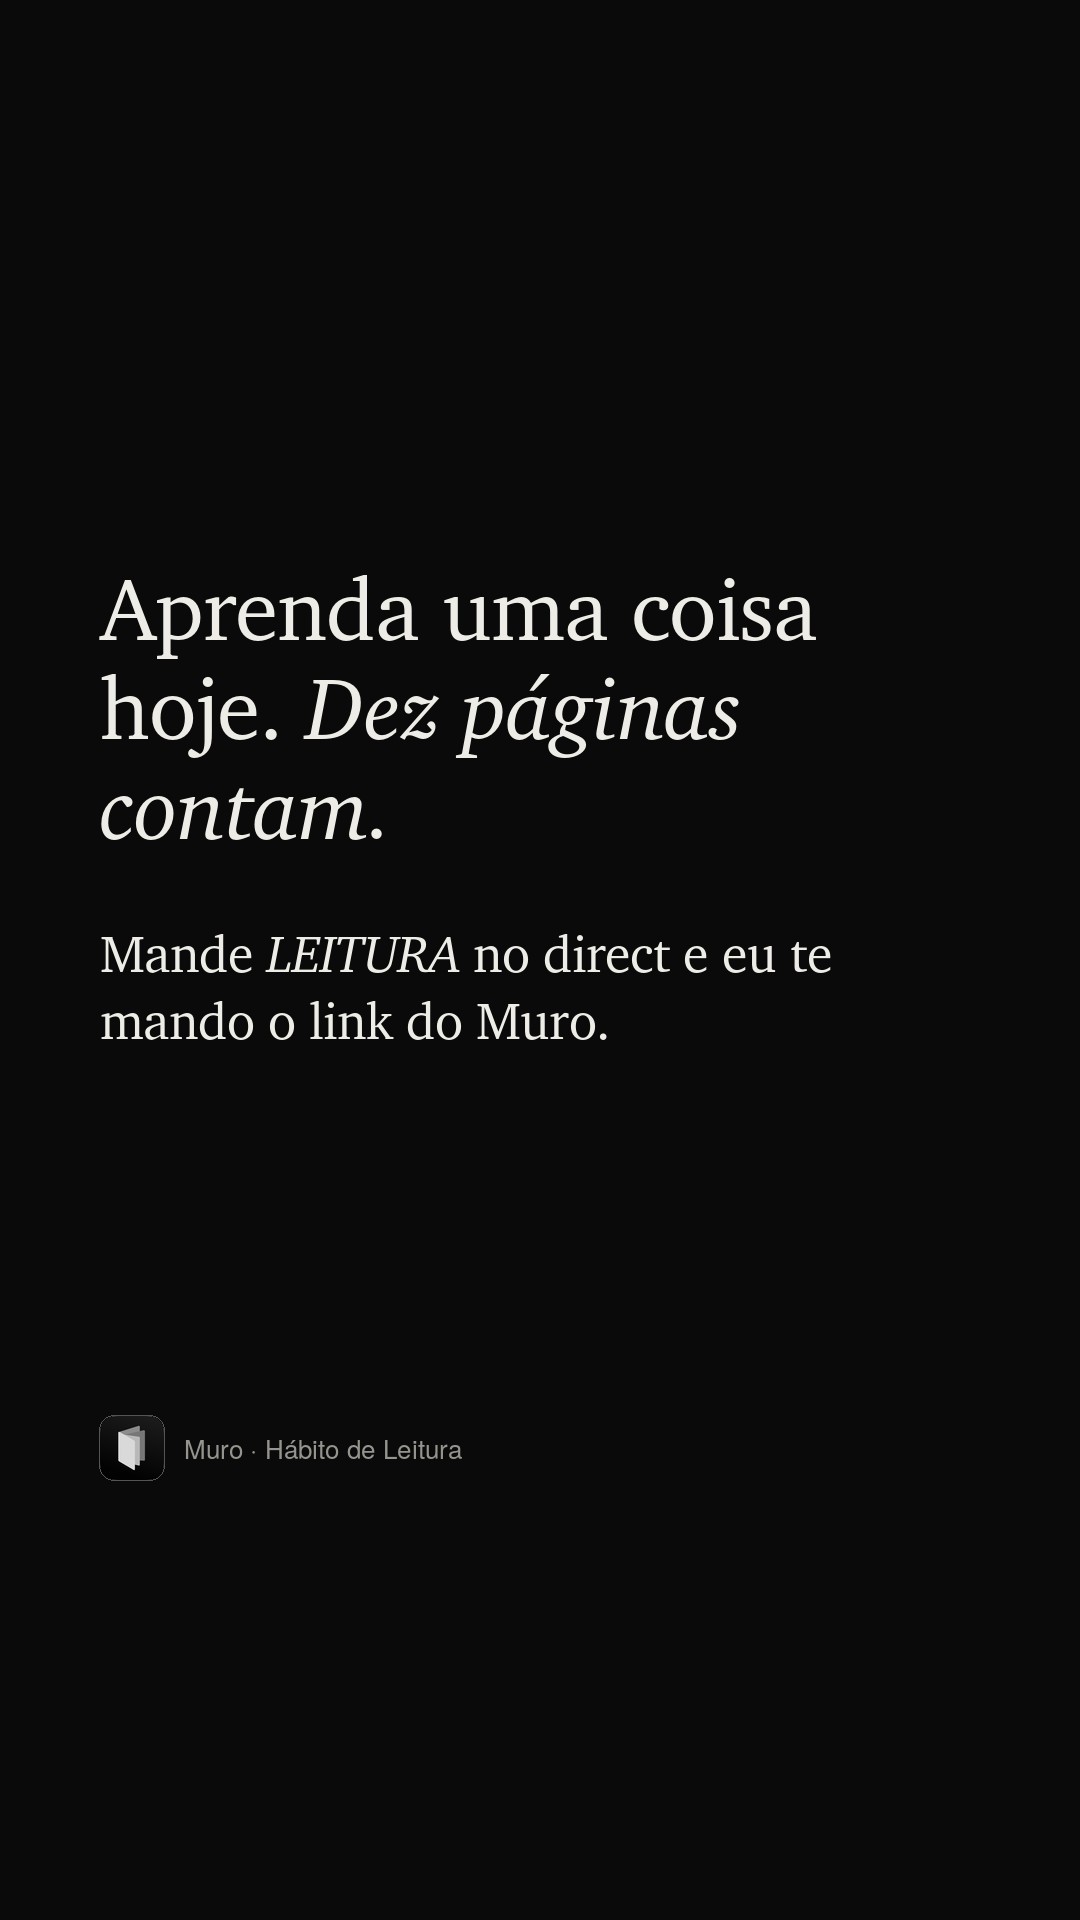 Aprenda uma coisa
hoje. Dez páginas
contam.
Mande LEITURA no direct e eu te
mando o link do Muro.
Muro · Hábito de Leitura